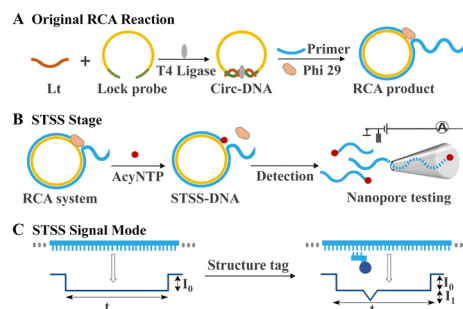 A Original RCA Reaction
Lt
+
Lock probe
T4 Ligase
Circ-DNA
Primer
Phi 29
RCA product
B STSS Stage
RCA system
AcyNTP
STSS-DNA
Detection
A
Nanopore testing
C STSS Signal Mode
I0
t
Structure tag
I0
I1
t